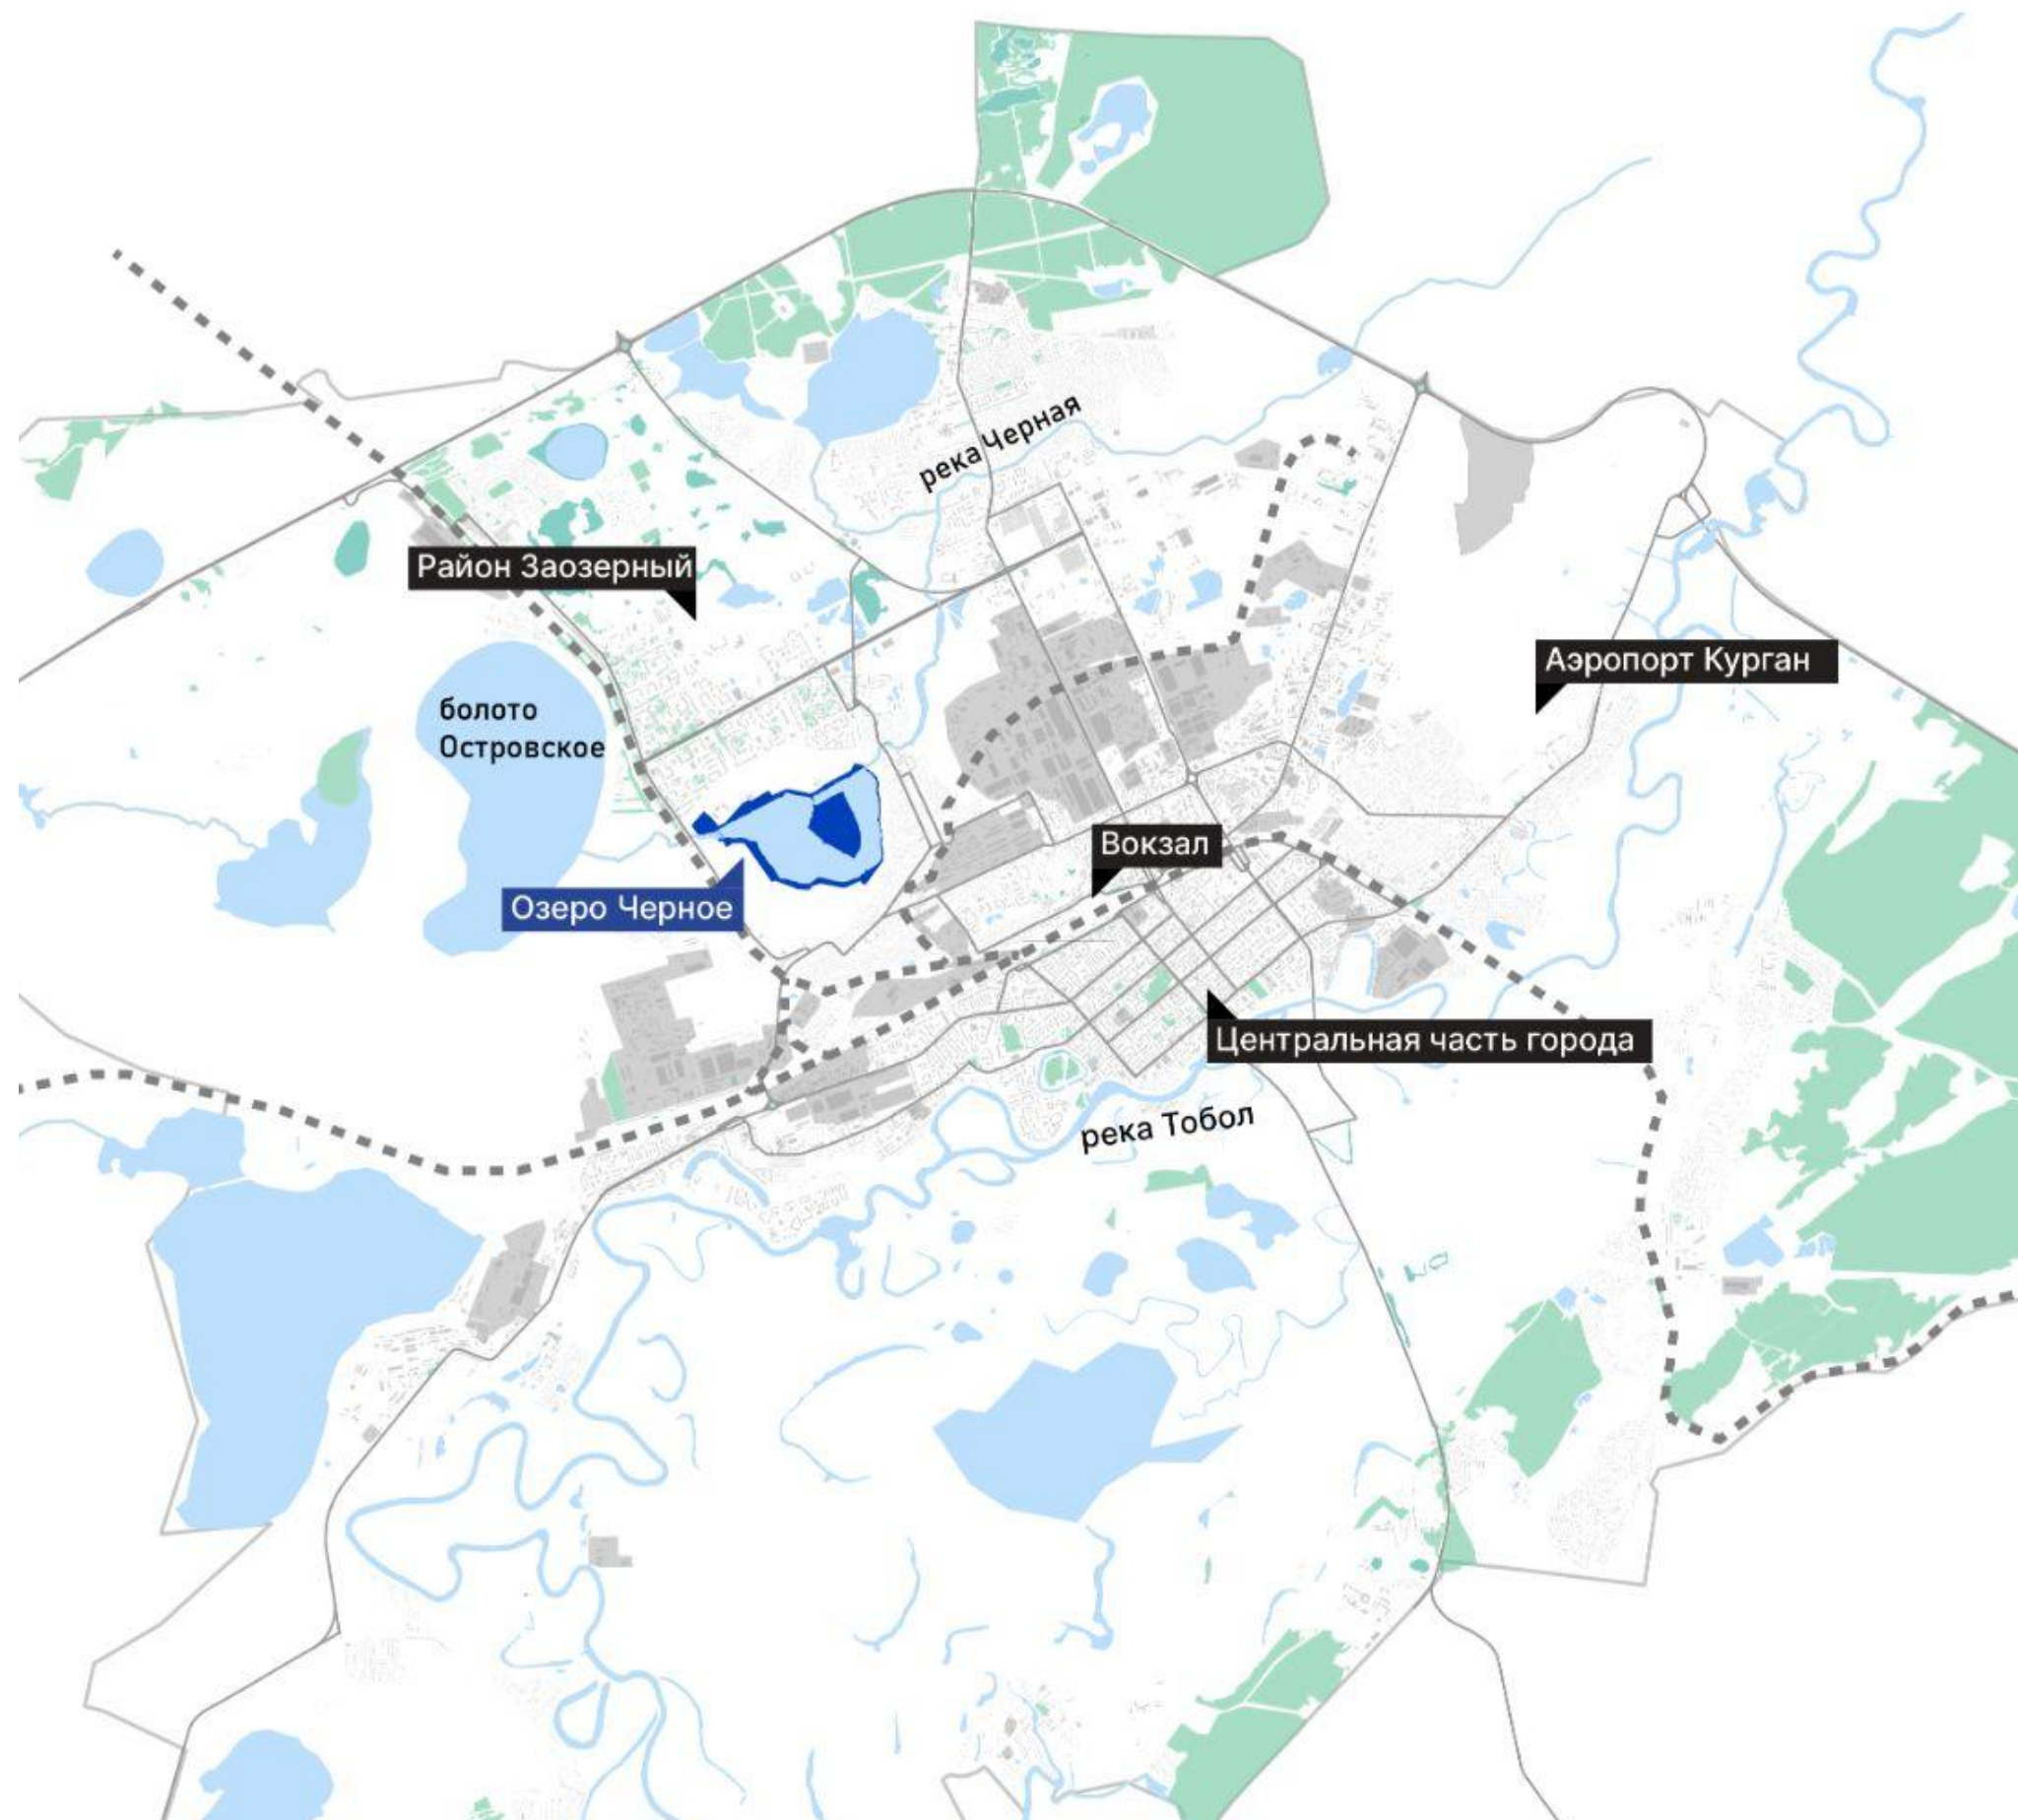 река Черная
Район Заозерный
Аэропорт Курган
болото
Островское
Вокзал
Озеро Черное
Центральная часть города
река Тобол